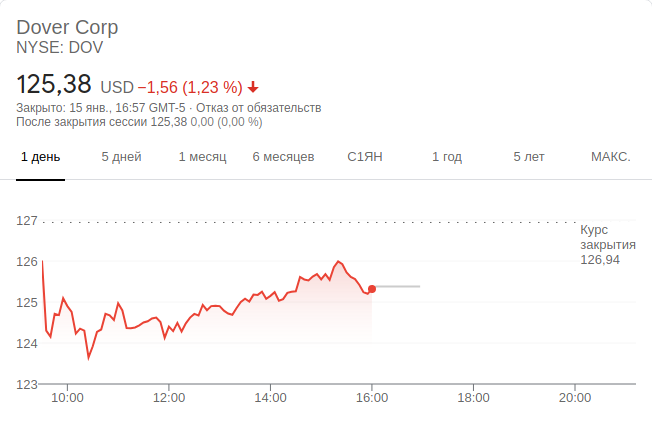 Dover Corp
NYSE: DOV
125,38 USD −1,56 (1,23 %)
Закрыто: 15 янв., 16:57 GMT-5 · Отказ от обязательств
После закрытия сессии 125,38 0,00 (0,00 %)
1 день 5 дней 1 месяц 6 месяцев С1ЯН 1 год 5 лет МАКС.
127
Курс
закрытия
126,94
126
125
124
123
10:00 12:00 14:00 16:00 18:00 20:00